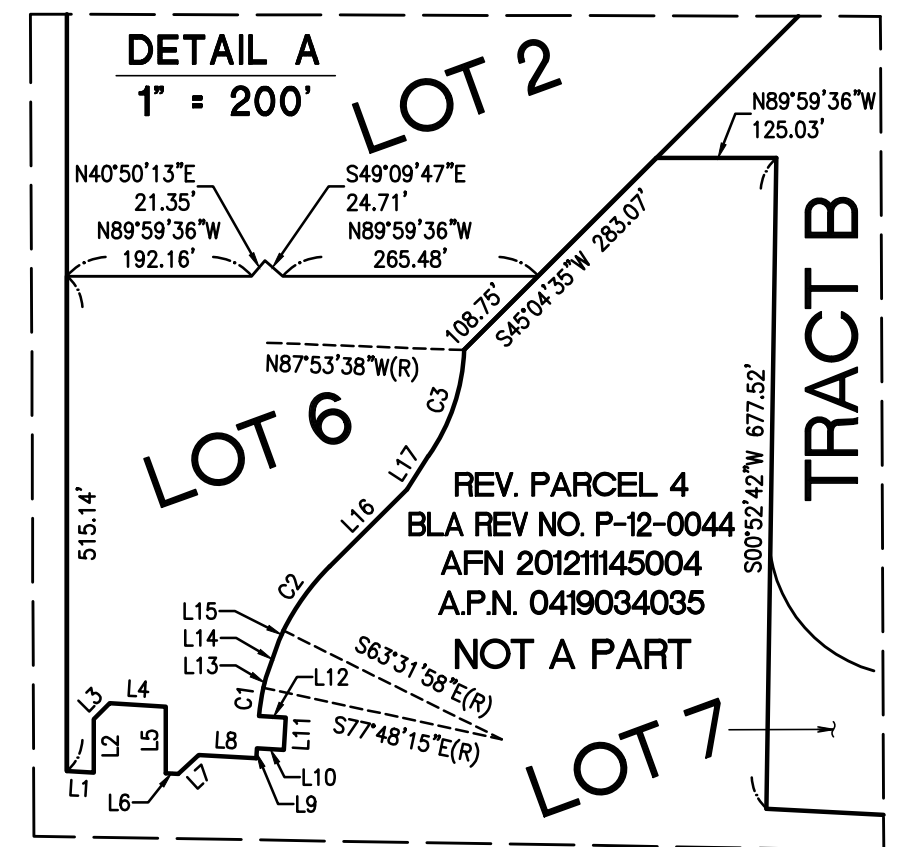 DETAIL A
1" = 200'
LOT 2
N89°59'36"W
125.03'
N40°50'13"E
21.35'
S49°09'47"E
24.71'
N89°59'36"W
192.16'
N89°59'36"W
265.48'
S45°04'35"W 283.07'
108.75'
N87°53'38"W(R)
TRACT B
S00°52'42"W 677.52'
LOT 6
C3
L17
L16
515.14'
REV. PARCEL 4
BLA REV NO. P-12-0044
AFN 201211145004
A.P.N. 0419034035
NOT A PART
C2
L15
L14
L13
S63°31'58"E(R)
S77°48'15"E(R)
L12
C1
L11
L10
L9
L8
L7
L6
L5
L4
L3
L2
L1
LOT 7